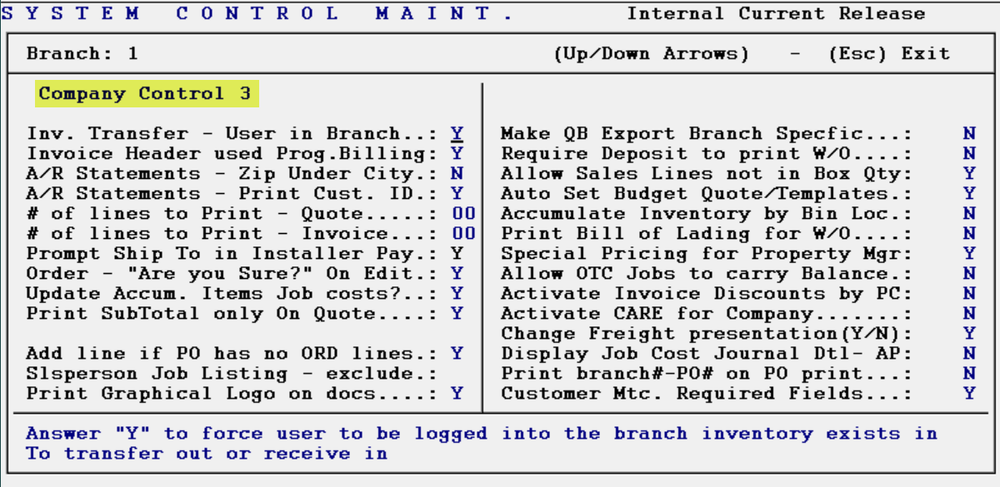 SYSTEM CONTROL MAINT. Internal Current Release
Branch: 1 (Up/Down Arrows) - (Esc) Exit
Company Control 3
Inv. Transfer - User in Branch..: Y
Invoice Header used Prog.Billing: Y
A/R Statements - Zip Under City.: N
A/R Statements - Print Cust. ID.: Y
# of lines to Print - Quote.....: 00
# of lines to Print - Invoice...: 00
Prompt Ship To in Installer Pay.: Y
Order - "Are you Sure?" On Edit.: Y
Update Accum. Items Job costs?..: Y
Print SubTotal only On Quote....: Y
Add line if PO has no ORD lines.: Y
Slsperson Job Listing - exclude.:
Print Graphical Logo on docs....: Y
Make QB Export Branch Specfic...: N
Require Deposit to print W/O....: N
Allow Sales Lines not in Box Qty: Y
Auto Set Budget Quote/Templates.: Y
Accumulate Inventory by Bin Loc.: N
Print Bill of Lading for W/O....: N
Special Pricing for Property Mgr: Y
Allow OTC Jobs to carry Balance.: N
Activate Invoice Discounts by PC: N
Activate CARE for Company.......: N
Change Freight presentation(Y/N): Y
Display Job Cost Journal Dtl- AP: N
Print branch#-PO# on PO print...: N
Customer Mtc. Required Fields...: Y
Answer "Y" to force user to be logged into the branch inventory exists in
To transfer out or receive in